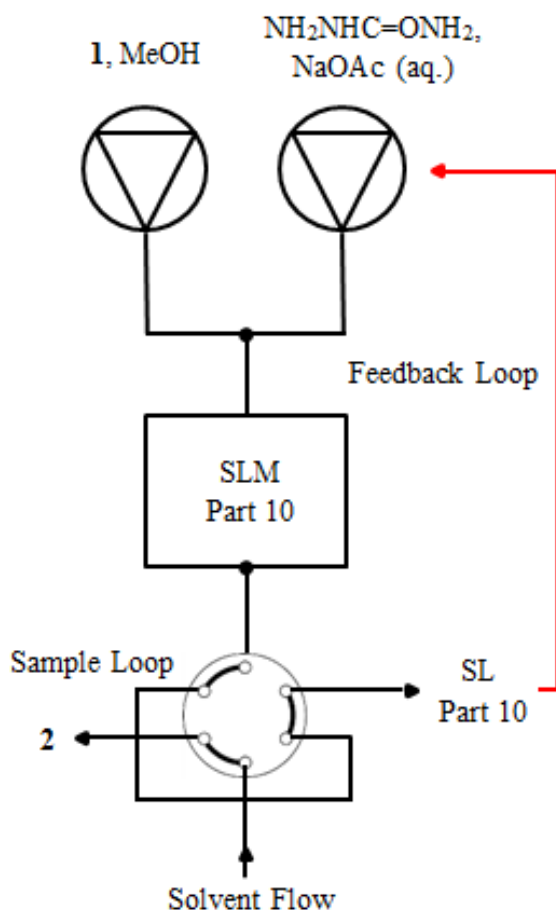 1, MeOH
NH₂NHC=ONH₂,
NaOAc (aq.)
Feedback Loop
SLM
Part 10
Sample Loop
SL
Part 10
2
Solvent Flow